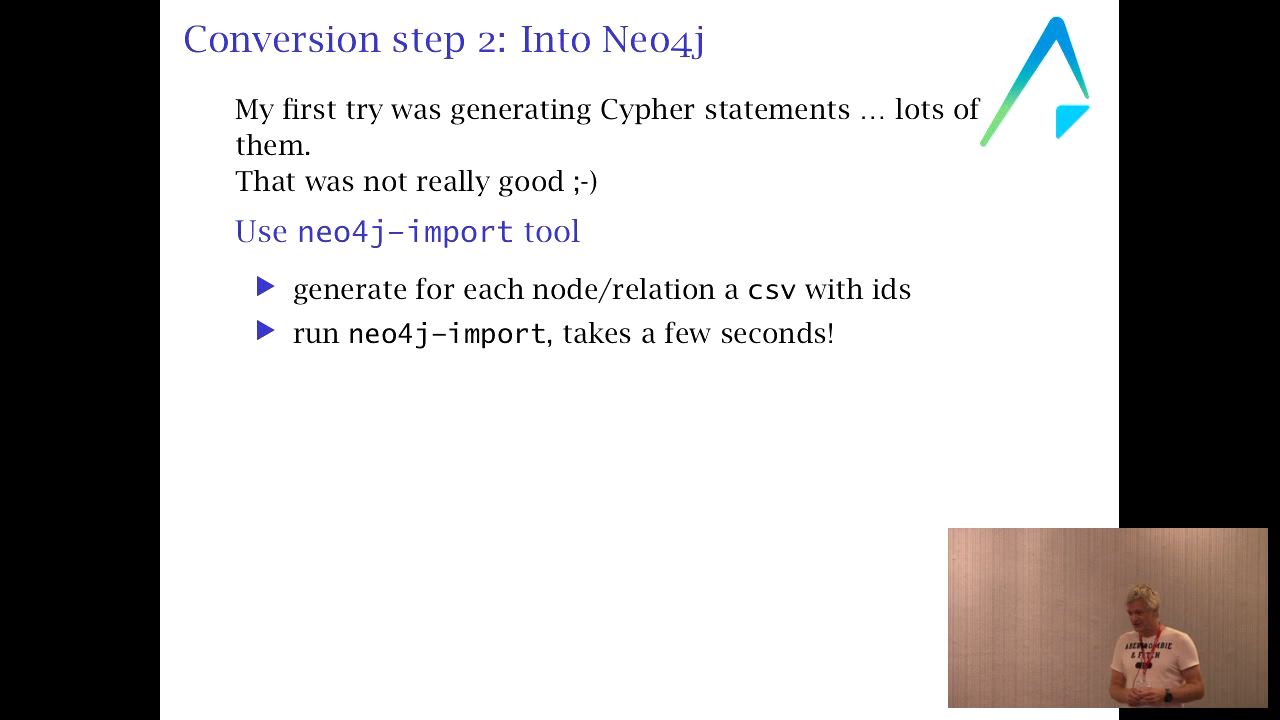 Conversion step 2: Into Neo4j
My first try was generating Cypher statements … lots of
them.
That was not really good ;-)
Use neo4j-import tool
generate for each node/relation a csv with ids
run neo4j-import, takes a few seconds!
ABERCROMBIE
& FITCH